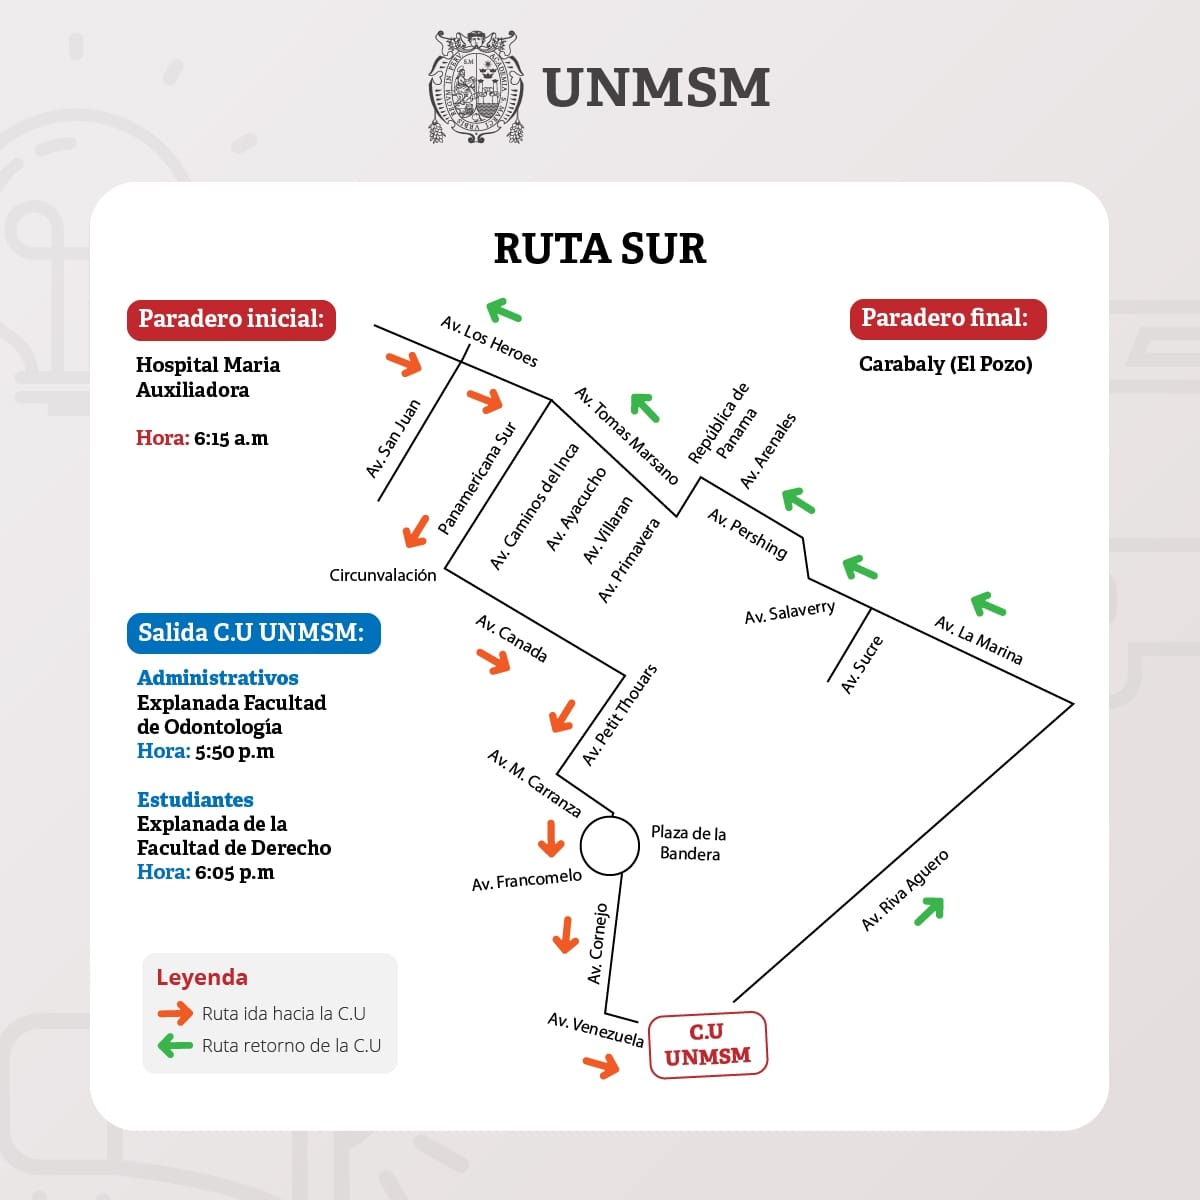 UNMSM
RUTA SUR
Paradero inicial:
Hospital Maria
Auxiliadora
Hora: 6:15 a.m
Paradero final:
Carabaly (El Pozo)
Av. Los Heroes
Av. San Juan
Panamericana Sur
Av. Tomas Marsano
Av. Caminos del Inca
Av. Ayacucho
Av. Villaran
Av. Primavera
República de
Panama
Av. Arenales
Av. Pershing
Circunvalación
Av. Salaverry
Av. Sucre
Av. La Marina
Salida C.U UNMSM:
Administrativos
Explanada Facultad
de Odontología
Hora: 5:50 p.m
Estudiantes
Explanada de la
Facultad de Derecho
Hora: 6:05 p.m
Av. Canada
Av. Petit Thouars
Av. M. Carranza
Plaza de la
Bandera
Av. Francomelo
Av. Cornejo
Av. Riva Aguero
Av. Venezuela
C.U
UNMSM
Leyenda
Ruta ida hacia la C.U
Ruta retorno de la C.U